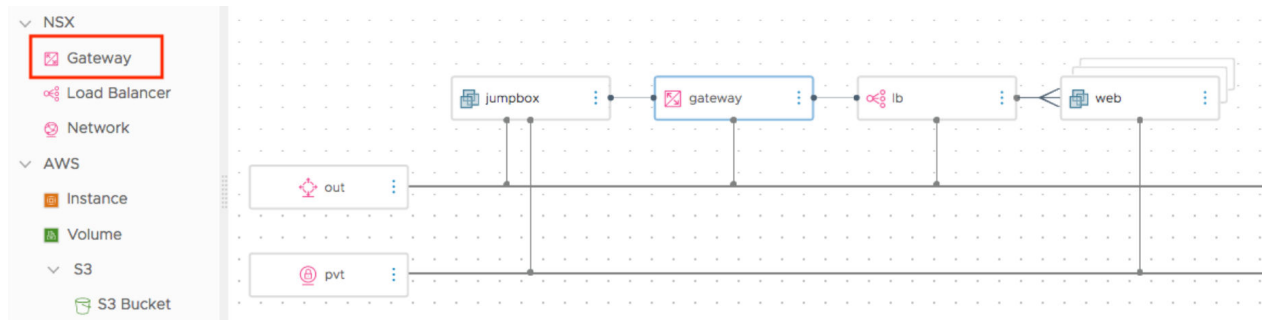 NSX
Gateway
Load Balancer
Network
AWS
Instance
Volume
S3
S3 Bucket
jumpbox
gateway
lb
web
out
pvt